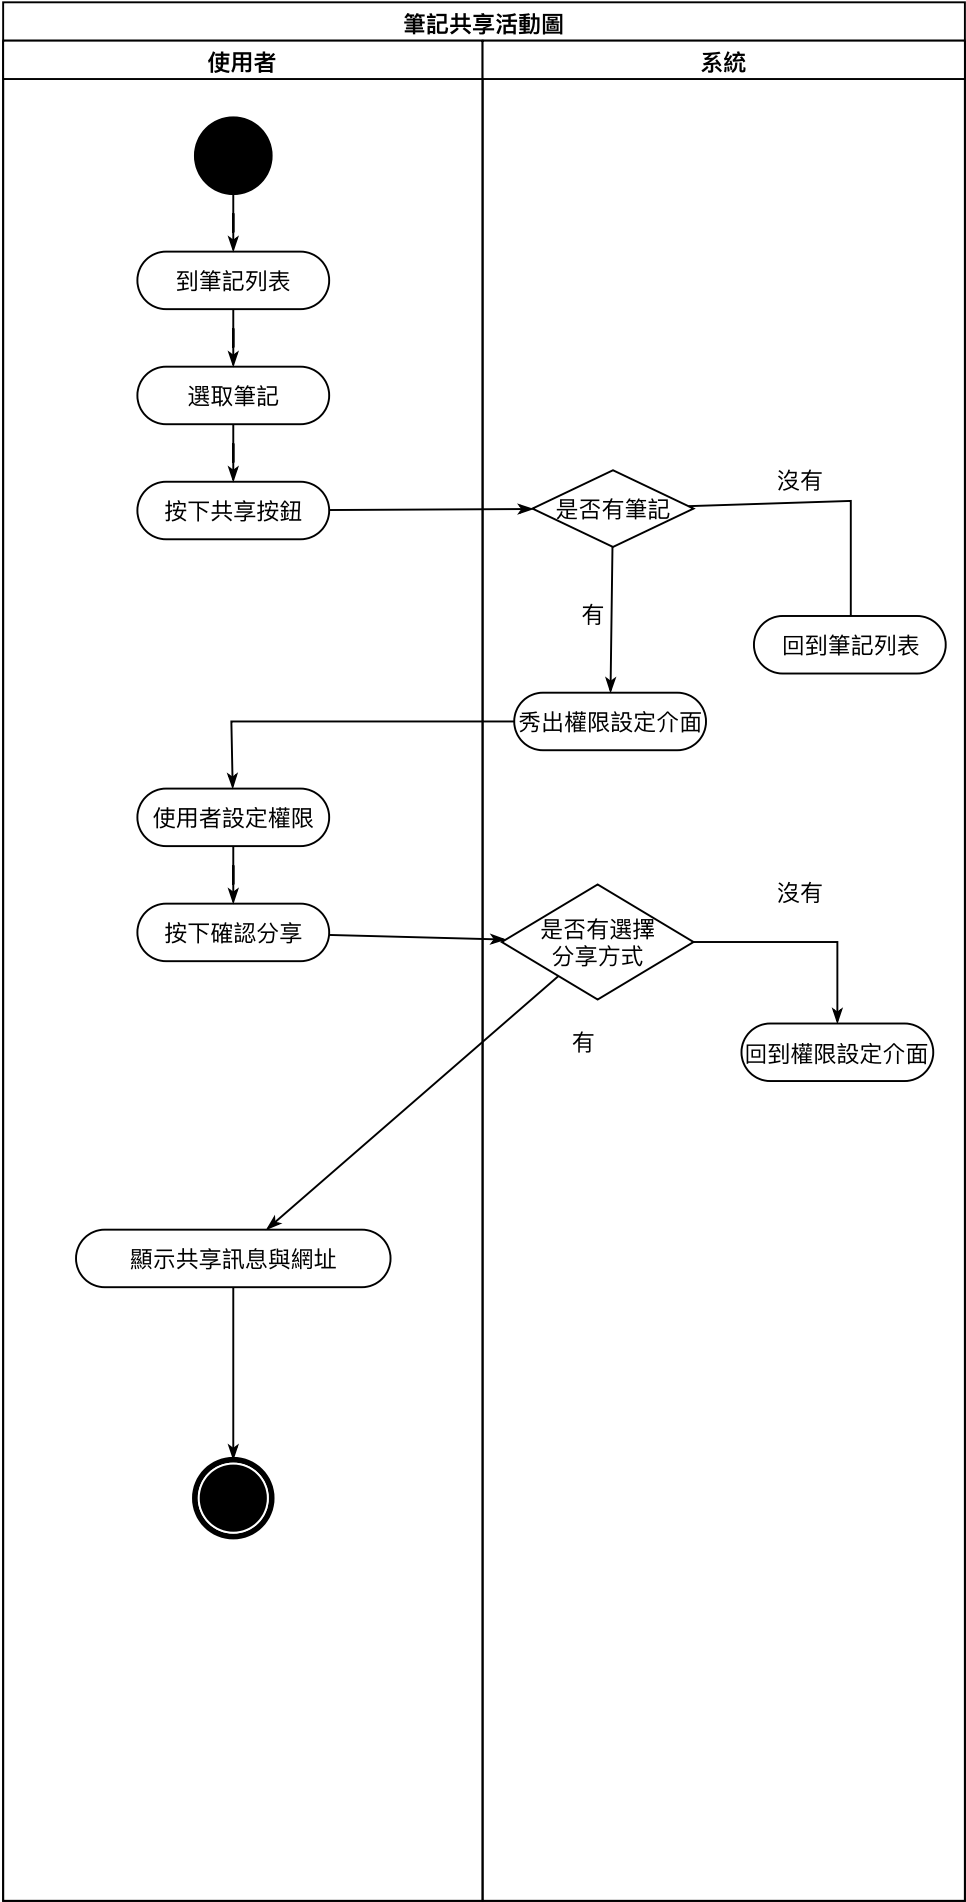 筆記共享活動圖
使用者
系統
到筆記列表
選取筆記
按下共享按鈕
是否有筆記
沒有
有
回到筆記列表
秀出權限設定介面
使用者設定權限
按下確認分享
是否有選擇
分享方式
沒有
有
回到權限設定介面
顯示共享訊息與網址